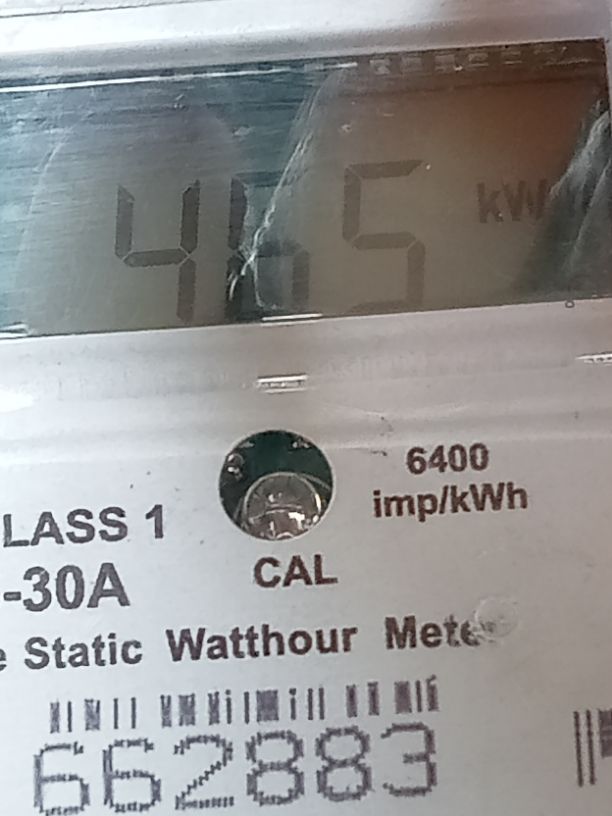 465 kW
6400
imp/kWh
LASS 1
-30A
CAL
e Static Watthour Mete
662883